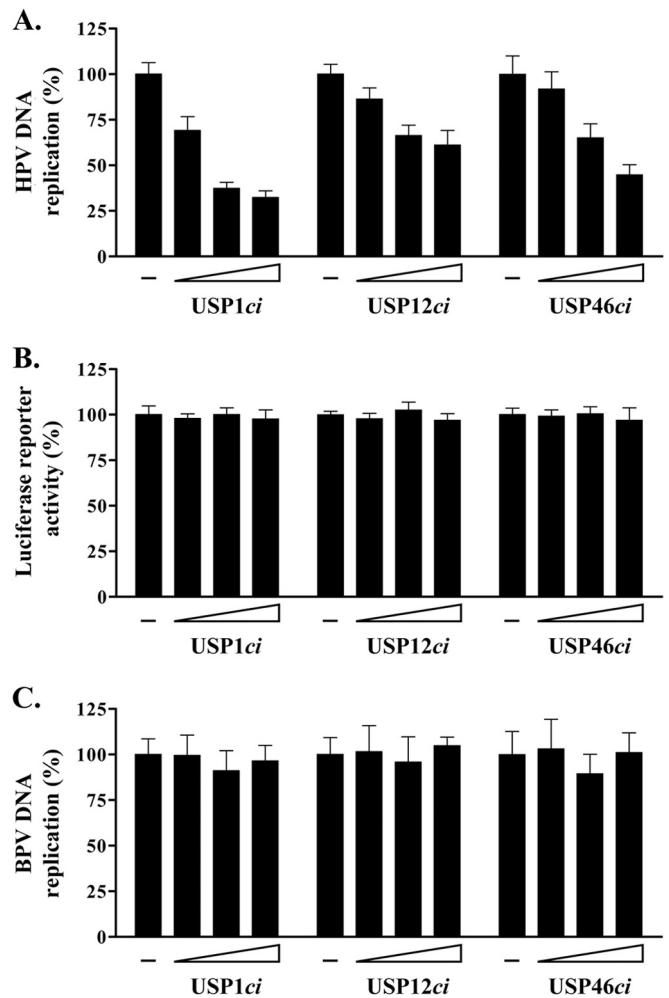 A.
HPV DNA
replication (%)
125
100
75
50
25
0
–
USP1ci
–
USP12ci
–
USP46ci
B.
Luciferase reporter
activity (%)
125
100
75
50
25
0
–
USP1ci
–
USP12ci
–
USP46ci
C.
BPV DNA
replication (%)
125
100
75
50
25
0
–
USP1ci
–
USP12ci
–
USP46ci